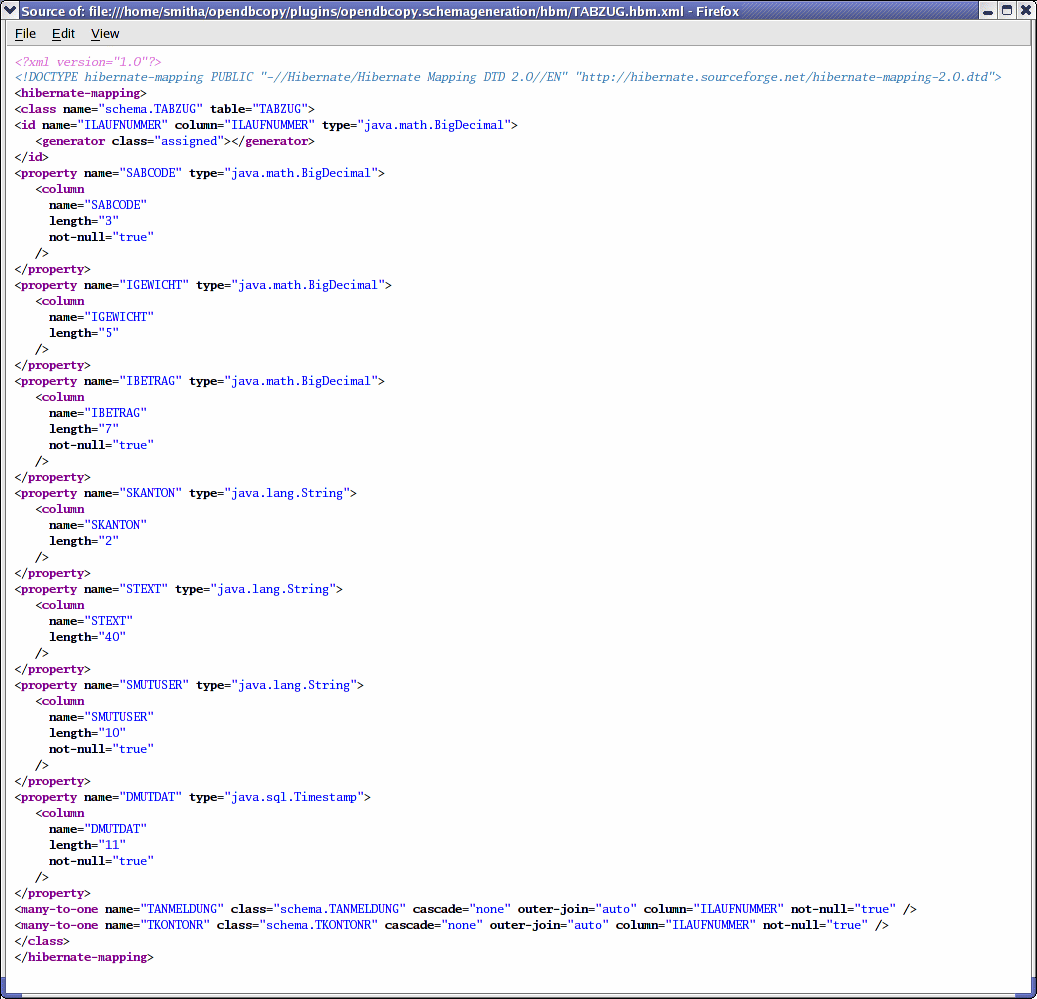 Source of: file:///home/smitha/opendbcopy/plugins/opendbcopy.schemageneration/hbm/TABZUG.hbm.xml - Firefox
File Edit View
<?xml version="1.0"?>
<!DOCTYPE hibernate-mapping PUBLIC "-//Hibernate/Hibernate Mapping DTD 2.0//EN" "http://hibernate.sourceforge.net/hibernate-mapping-2.0.dtd">
<hibernate-mapping>
<class name="schema.TABZUG" table="TABZUG">
<id name="ILAUFNUMMER" column="ILAUFNUMMER" type="java.math.BigDecimal">
   <generator class="assigned"></generator>
</id>
<property name="SABCODE" type="java.math.BigDecimal">
   <column
     name="SABCODE"
     length="3"
     not-null="true"
   />
</property>
<property name="IGEWICHT" type="java.math.BigDecimal">
   <column
     name="IGEWICHT"
     length="5"
   />
</property>
<property name="IBETRAG" type="java.math.BigDecimal">
   <column
     name="IBETRAG"
     length="7"
     not-null="true"
   />
</property>
<property name="SKANTON" type="java.lang.String">
   <column
     name="SKANTON"
     length="2"
   />
</property>
<property name="STEXT" type="java.lang.String">
   <column
     name="STEXT"
     length="40"
   />
</property>
<property name="SMUTUSER" type="java.lang.String">
   <column
     name="SMUTUSER"
     length="10"
     not-null="true"
   />
</property>
<property name="DMUTDAT" type="java.sql.Timestamp">
   <column
     name="DMUTDAT"
     length="11"
     not-null="true"
   />
</property>
<many-to-one name="TANMELDUNG" class="schema.TANMELDUNG" cascade="none" outer-join="auto" column="ILAUFNUMMER" not-null="true" />
<many-to-one name="TKONTONR" class="schema.TKONTONR" cascade="none" outer-join="auto" column="ILAUFNUMMER" not-null="true" />
</class>
</hibernate-mapping>